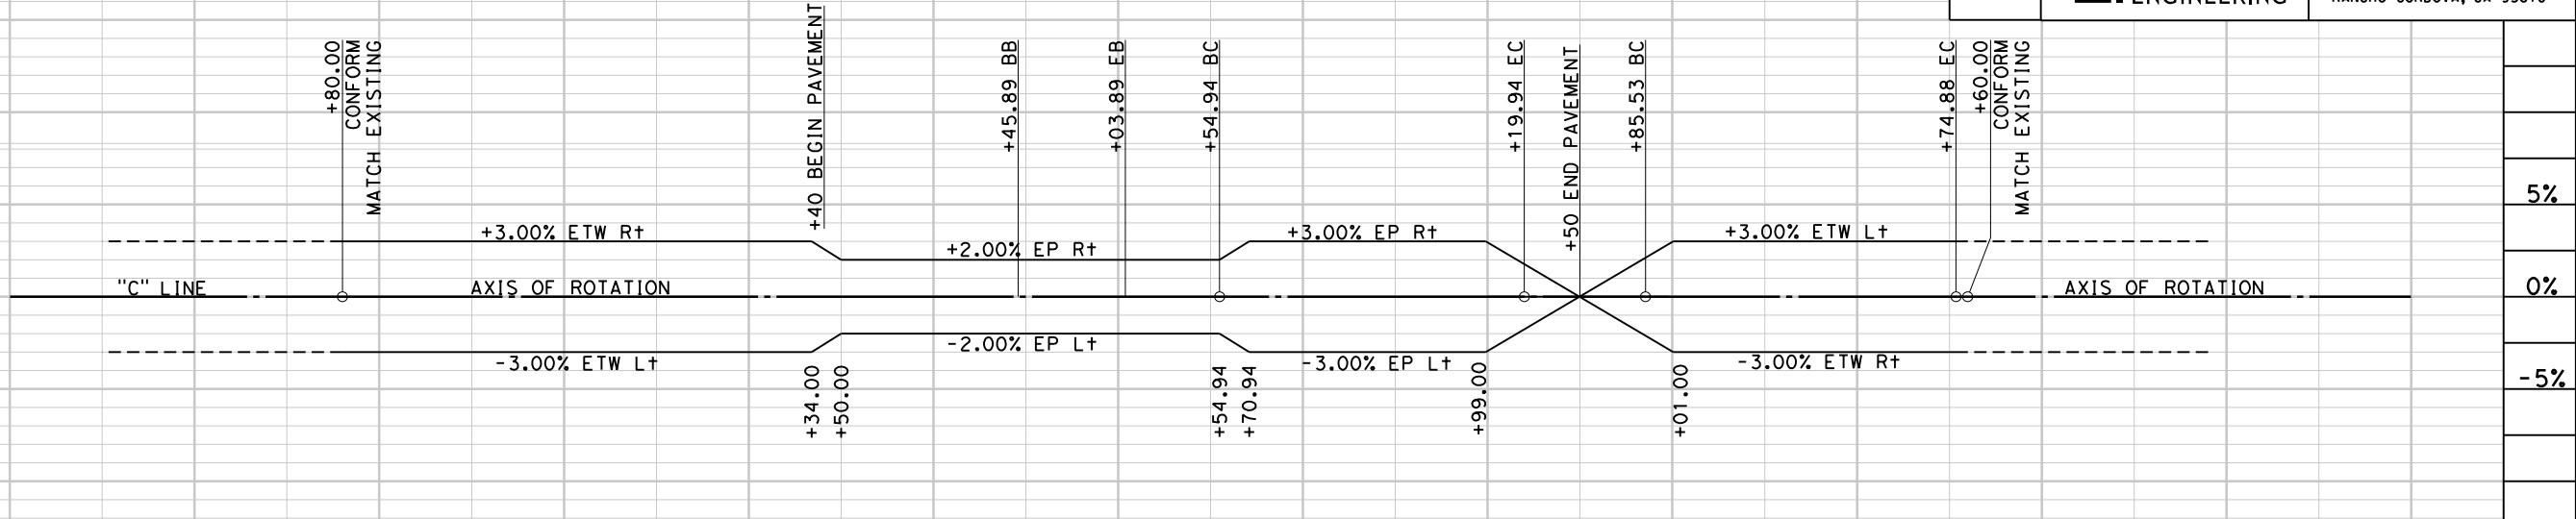 +80.00
CONFORM
MATCH EXISTING
+40 BEGIN PAVEMENT
+45.89 BB
+03.89 EB
+54.94 BC
+19.94 EC
+50 END PAVEMENT
+85.53 BC
+74.88 EC
+60.00
CONFORM
MATCH EXISTING
5%
+3.00% ETW Rt
+2.00% EP Rt
+3.00% EP Rt
+3.00% ETW Lt
"C" LINE
AXIS OF ROTATION
AXIS OF ROTATION
0%
-3.00% ETW Lt
-2.00% EP Lt
-3.00% EP Lt
-3.00% ETW Rt
-5%
+34.00
+50.00
+54.94
+70.94
+99.00
+01.00